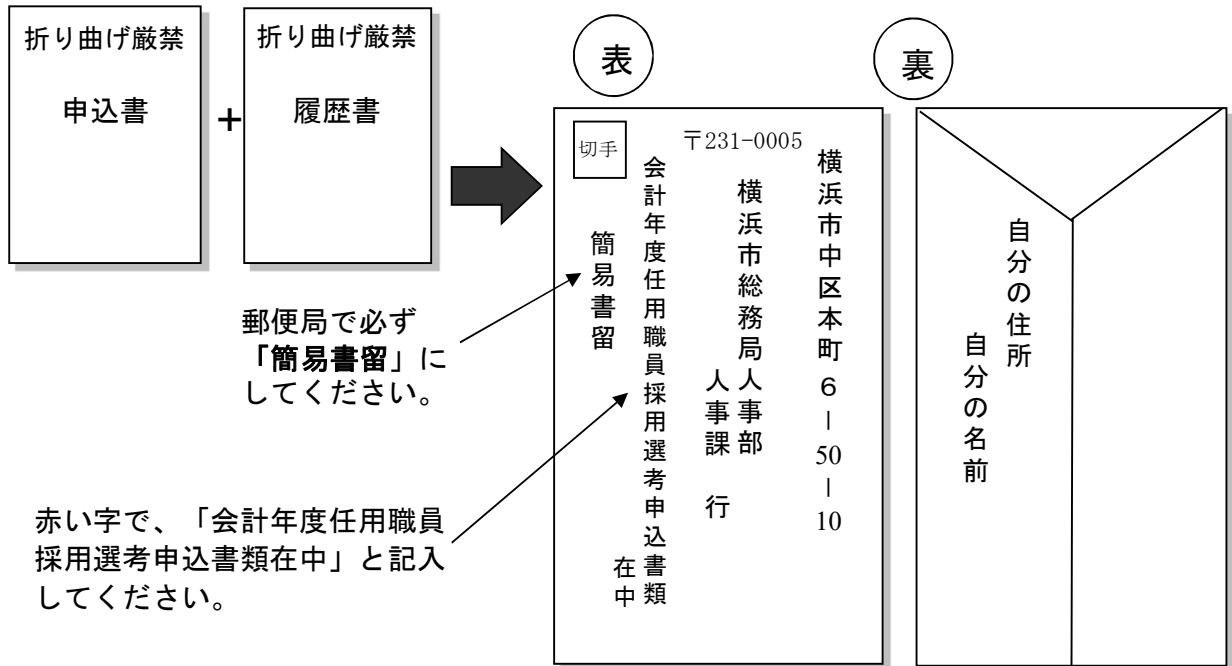 折り曲げ厳禁
申込書
+
折り曲げ厳禁
履歴書
表
切手
〒231-0005
横浜市中区本町6-50-10
横浜市総務局人事部
人事課 行
会計年度任用職員採用選考申込書類
在中
簡易書留
郵便局で必ず
「簡易書留」に
してください。
赤い字で、「会計年度任用職員
採用選考申込書類在中」と記入
してください。
裏
自分の住所
自分の名前